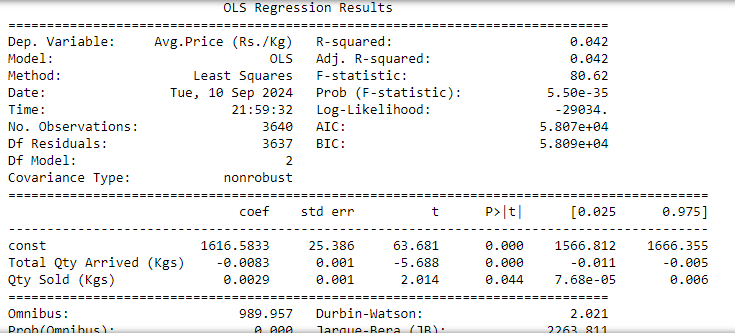 OLS Regression Results
==============================================================================
Dep. Variable: Avg.Price (Rs./Kg) R-squared: 0.042
Model: OLS Adj. R-squared: 0.042
Method: Least Squares F-statistic: 80.62
Date: Tue, 10 Sep 2024 Prob (F-statistic): 5.50e-35
Time: 21:59:32 Log-Likelihood: -29034.
No. Observations: 3640 AIC: 5.807e+04
Df Residuals: 3637 BIC: 5.809e+04
Df Model: 2
Covariance Type: nonrobust
==========================================================================================
coef std err t P>|t| [0.025 0.975]
------------------------------------------------------------------------------------------
const 1616.5833 25.386 63.681 0.000 1566.812 1666.355
Total Qty Arrived (Kgs) -0.0083 0.001 -5.688 0.000 -0.011 -0.005
Qty Sold (Kgs) 0.0029 0.001 2.014 0.044 7.68e-05 0.006
==============================================================================
Omnibus: 989.957 Durbin-Watson: 2.021
Prob(Omnibus): 0.000 Jarque-Bera (JB): 2263.811